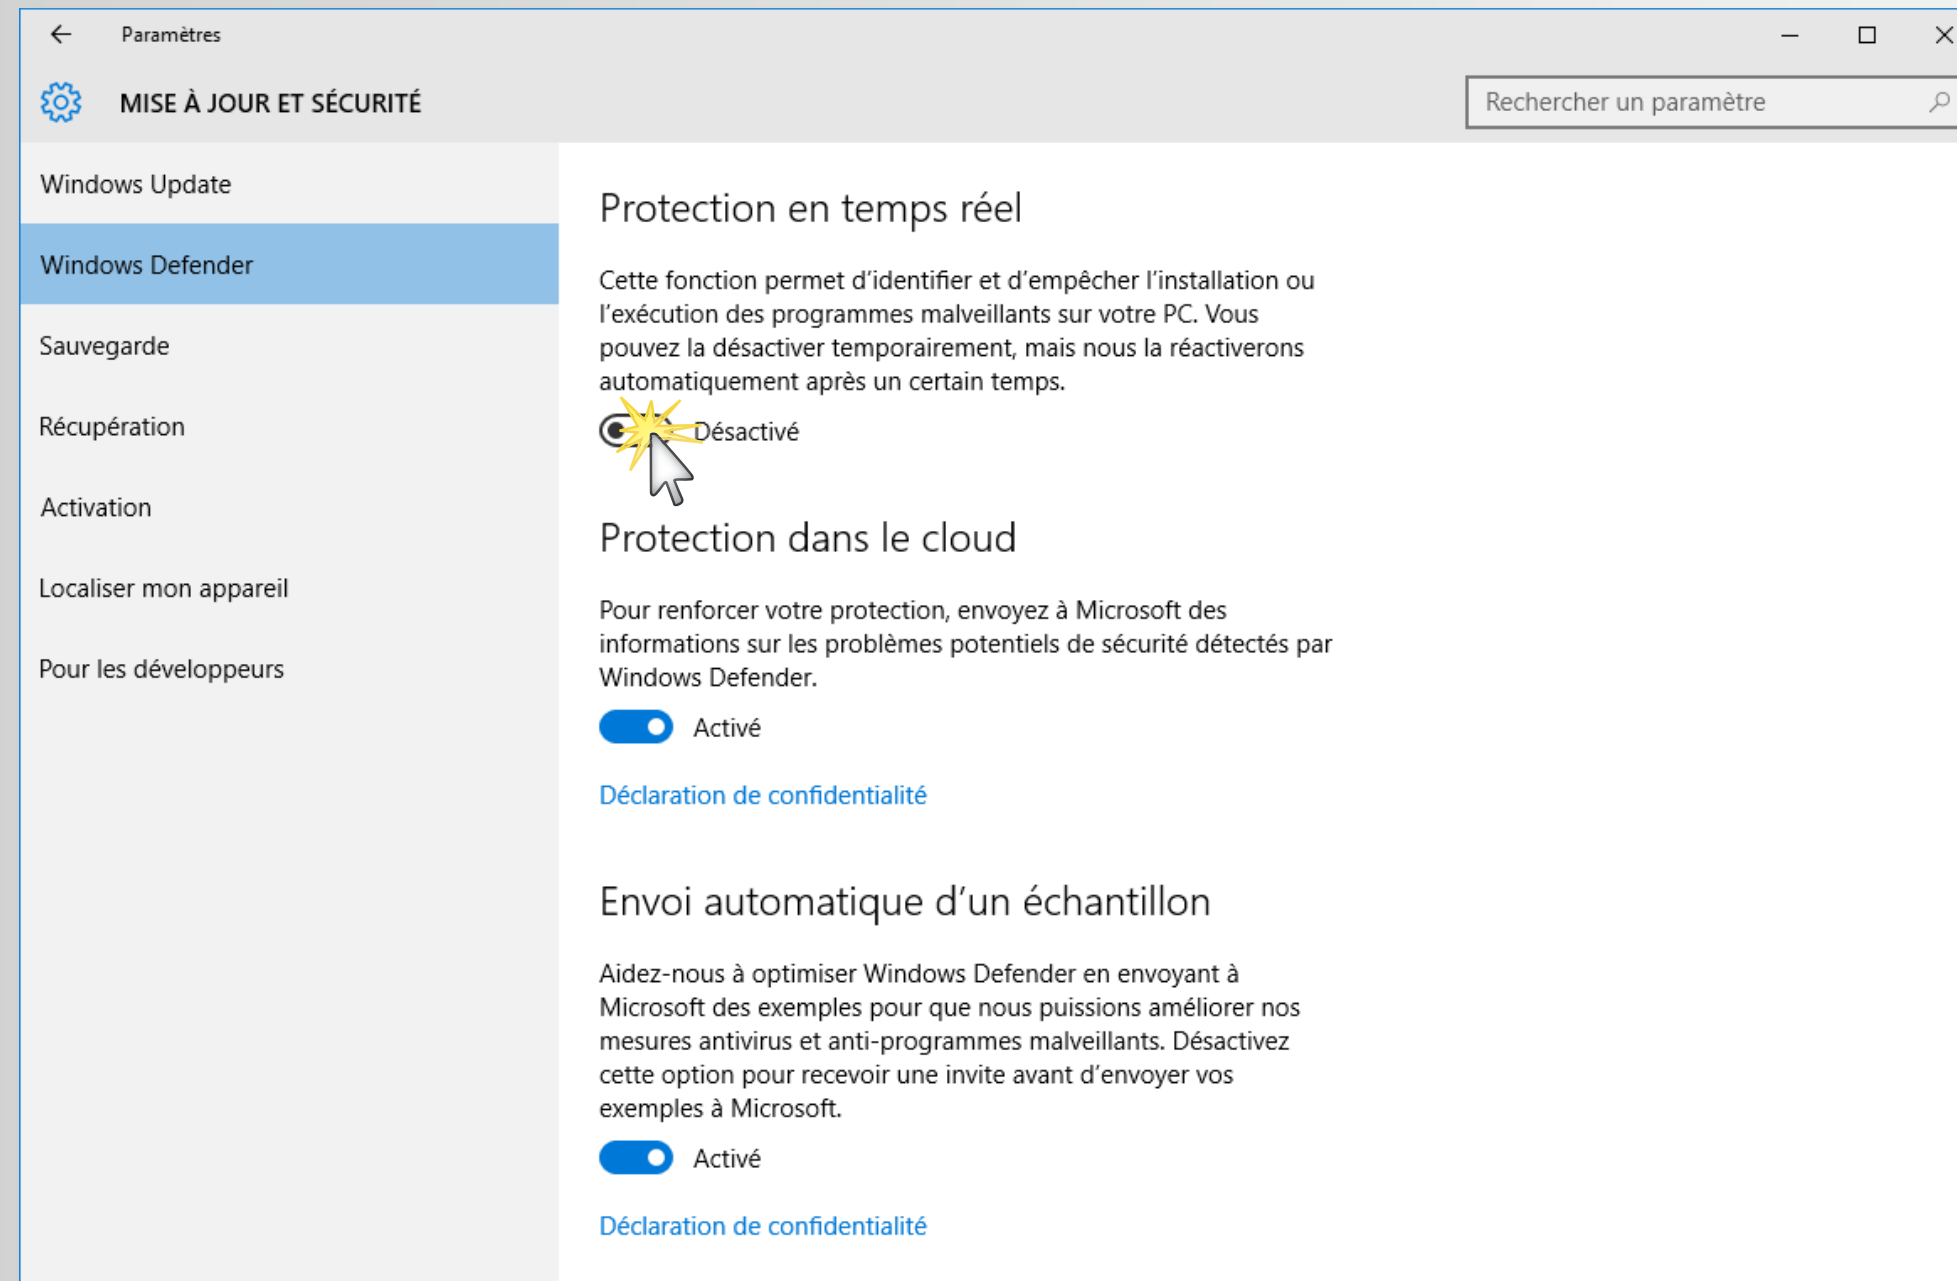 Paramètres
MISE À JOUR ET SÉCURITÉ
Rechercher un paramètre
Windows Update
Windows Defender
Sauvegarde
Récupération
Activation
Localiser mon appareil
Pour les développeurs
Protection en temps réel
Cette fonction permet d’identifier et d’empêcher l’installation ou
l’exécution des programmes malveillants sur votre PC. Vous
pouvez la désactiver temporairement, mais nous la réactiverons
automatiquement après un certain temps.
Désactivé
Protection dans le cloud
Pour renforcer votre protection, envoyez à Microsoft des
informations sur les problèmes potentiels de sécurité détectés par
Windows Defender.
Activé
Déclaration de confidentialité
Envoi automatique d’un échantillon
Aidez-nous à optimiser Windows Defender en envoyant à
Microsoft des exemples pour que nous puissions améliorer nos
mesures antivirus et anti-programmes malveillants. Désactivez
cette option pour recevoir une invite avant d’envoyer vos
exemples à Microsoft.
Activé
Déclaration de confidentialité